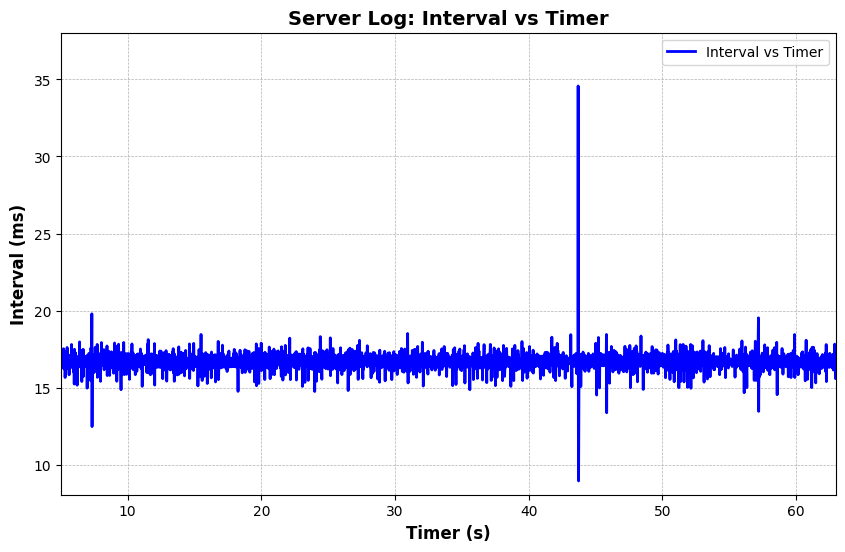 Server Log: Interval vs Timer
Interval vs Timer
Interval (ms)
35
30
25
20
15
10
10 20 30 40 50 60
Timer (s)